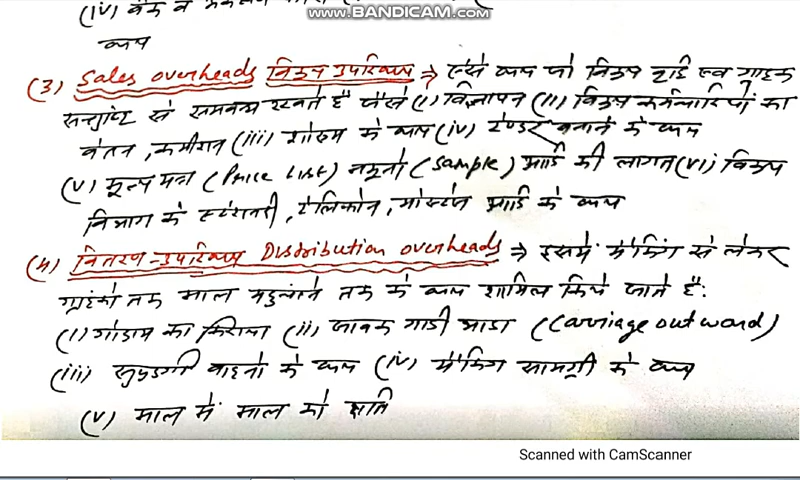 www.BANDICAM.com
(iv) बैंक व
व्यय
(3) Sales overheads विक्रय उपरिव्यय ⇒ ऐसे व्यय जो विक्रय वृद्धि एवं ग्राहक
सन्तुष्टि से सम्बन्ध रखते है जैसे (i) विज्ञापन (ii) विक्रय कर्मचारियों का
वेतन, कमीशन (iii) शोरूम के व्यय (iv) टेण्डर बनाने के व्यय
(v) मूल्य पत्र (Price List) नमूनो (Sample) आदि की लागत (vi) विक्रय
विभाग के स्टेशनरी, टेलिफोन, पोस्टेज आदि के व्यय
(4) वितरण उपरिव्यय Distribution overheads ⇒ इसमें पैकिंग से लेकर
ग्राहको तक माल पहुंचाने तक के व्यय शामिल किये जाते है:
(i) गोदाम का किराया (ii) जावक गाडी भाडा (Carriage outward)
(iii) सुपुर्दगी वाहनो के व्यय (iv) पैकिंग सामग्री के व्यय
(v) माल में माल की क्षति
Scanned with CamScanner